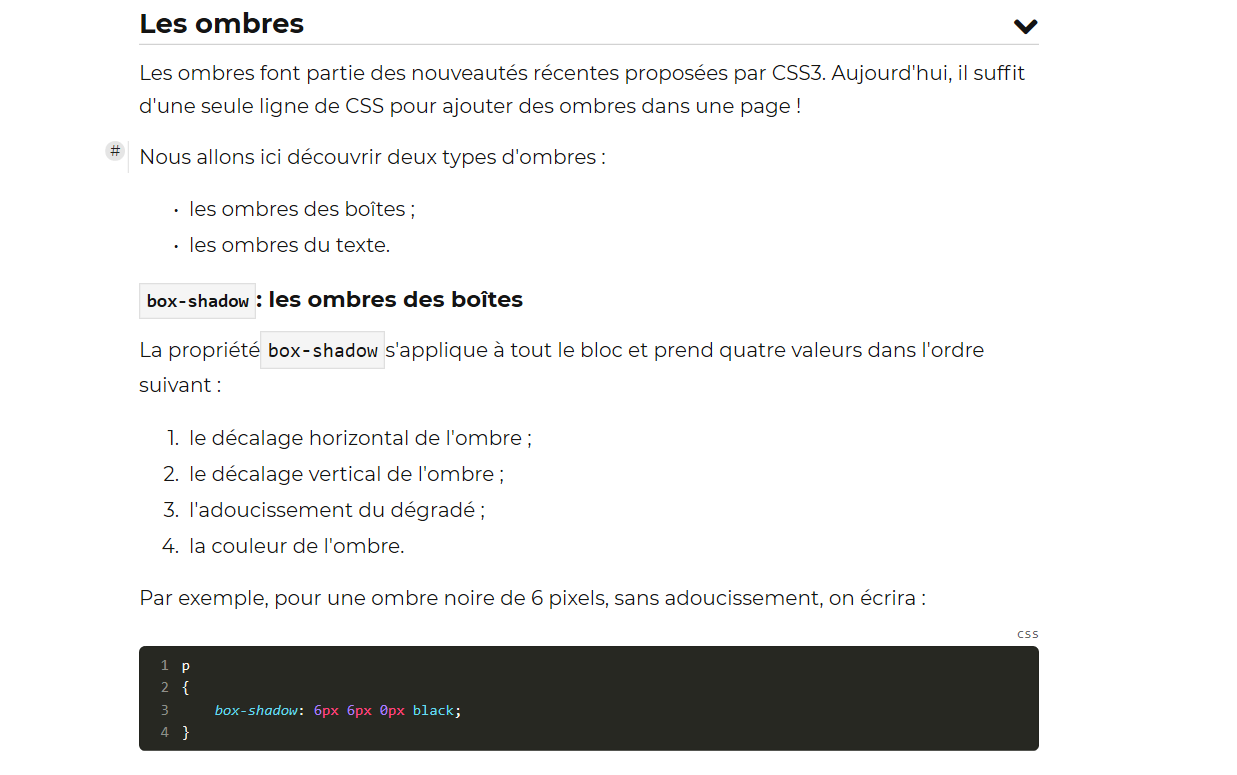 Les ombres
Les ombres font partie des nouveautés récentes proposées par CSS3. Aujourd'hui, il suffit
d'une seule ligne de CSS pour ajouter des ombres dans une page !
#
Nous allons ici découvrir deux types d'ombres :
• les ombres des boîtes ;
• les ombres du texte.
box-shadow : les ombres des boîtes
La propriété box-shadow s'applique à tout le bloc et prend quatre valeurs dans l'ordre
suivant :
1. le décalage horizontal de l'ombre ;
2. le décalage vertical de l'ombre ;
3. l'adoucissement du dégradé ;
4. la couleur de l'ombre.
Par exemple, pour une ombre noire de 6 pixels, sans adoucissement, on écrira :
CSS
1 p
2 {
3 box-shadow: 6px 6px 0px black;
4 }